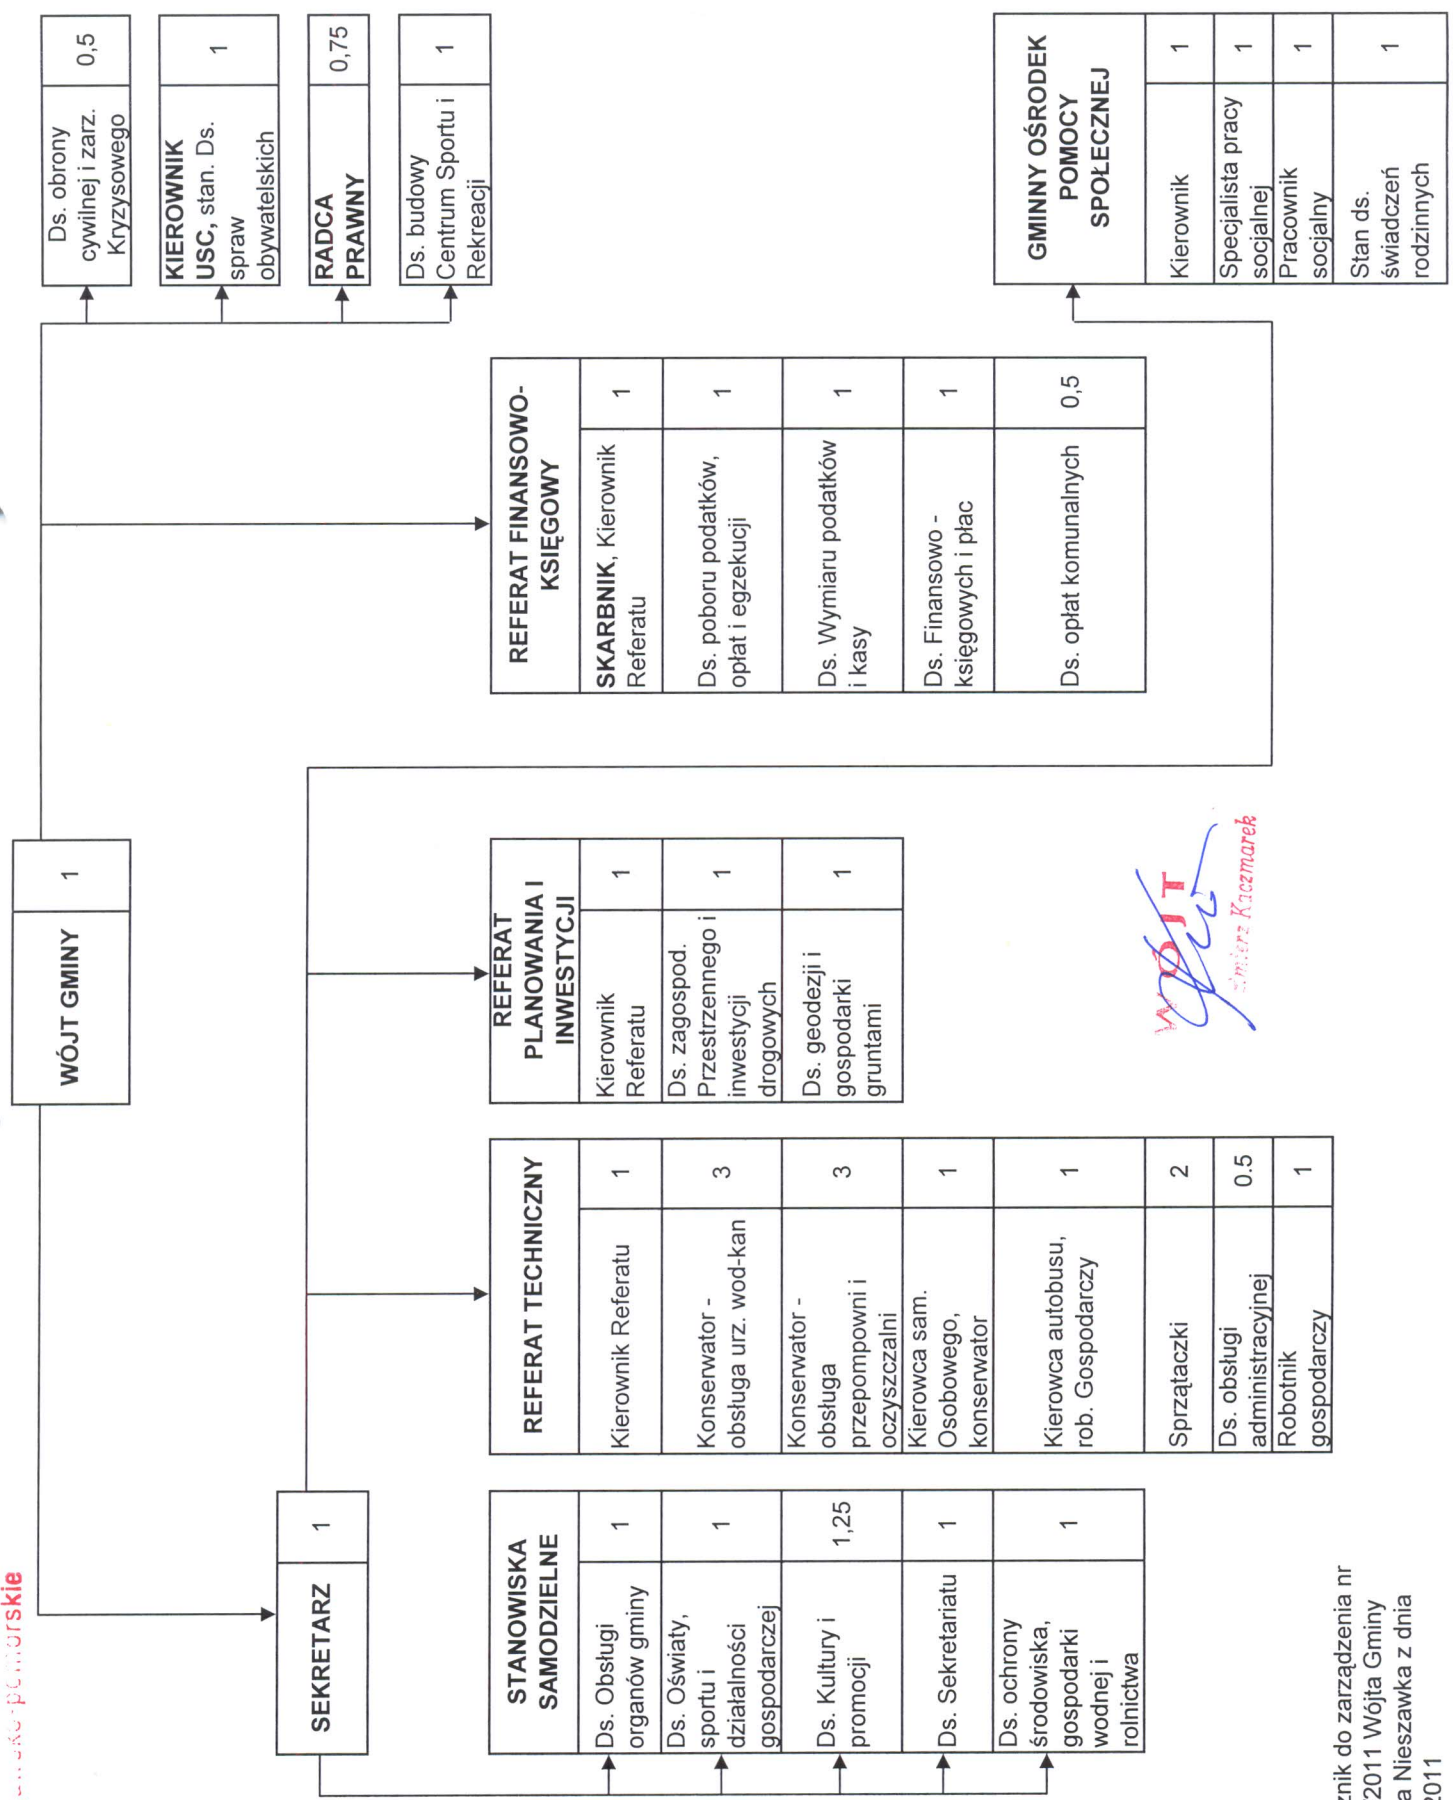 skie
WÓJT GMINY 1
SEKRETARZ 1
Ds. obrony
cywilnej i zarz.
Kryzysowego
0,5
KIEROWNIK
USC, stan. Ds.
spraw
obywatelskich
1
RADCA
PRAWNY
0,75
Ds. budowy
Centrum Sportu i
Rekreacji
1
STANOWISKA
SAMODZIELNE
Ds. Obsługi
organów gminy
1
Ds. Oświaty,
sportu i
działalności
gospodarczej
1
Ds. Kultury i
promocji
1,25
Ds. Sekretariatu 1
Ds. ochrony
środowiska,
gospodarki
wodnej i
rolnictwa
1
REFERAT TECHNICZNY
Kierownik Referatu 1
Konserwator -
obsługa urz. wod-kan
3
Konserwator -
obsługa
przepompowni i
oczyszczalni
3
Kierowca sam.
Osobowego,
konserwator
1
Kierowca autobusu,
rob. Gospodarczy
1
Sprzątaczki 2
Ds. obsługi
administracyjnej
0.5
Robotnik
gospodarczy
1
REFERAT
PLANOWANIA I
INWESTYCJI
Kierownik
Referatu
1
Ds. zagospod.
Przestrzennego i
inwestycji
drogowych
1
Ds. geodezji i
gospodarki
gruntami
1
REFERAT FINANSOWO-
KSIĘGOWY
SKARBNIK, Kierownik
Referatu
1
Ds. poboru podatków,
opłat i egzekucji
1
Ds. Wymiaru podatków
i kasy
1
Ds. Finansowo -
księgowych i płac
1
Ds. opłat komunalnych 0,5
GMINNY OŚRODEK
POMOCY
SPOŁECZNEJ
Kierownik 1
Specjalista pracy
socjalnej
1
Pracownik
socjalny
1
Stan ds.
świadczeń
rodzinnych
1
WÓJT
Kaczmarek
znik do zarządzenia nr
2011 Wójta Gminy
a Nieszawka z dnia
2011